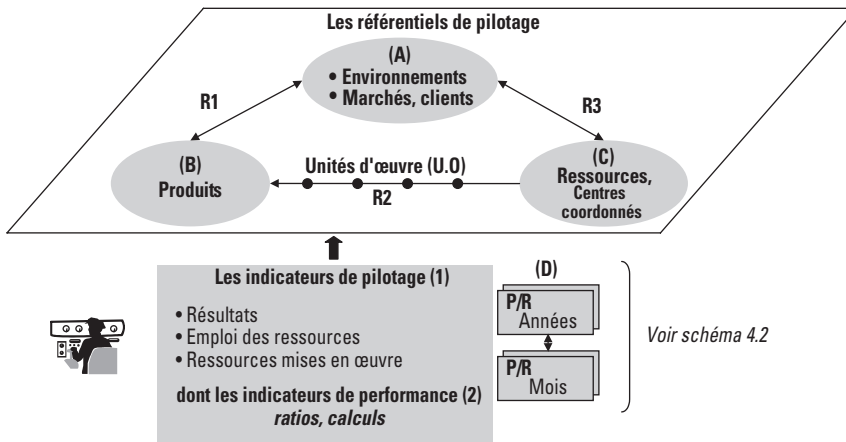 Les référentiels de pilotage
(A)
• Environnements
• Marchés, clients
R1
R3
(B)
Produits
Unités d'œuvre (U.O)
R2
(C)
Ressources,
Centres
coordonnés
Les indicateurs de pilotage (1)
• Résultats
• Emploi des ressources
• Ressources mises en œuvre
dont les indicateurs de performance (2)
ratios, calculs
(D)
P/R
Années
P/R
Mois
Voir schéma 4.2